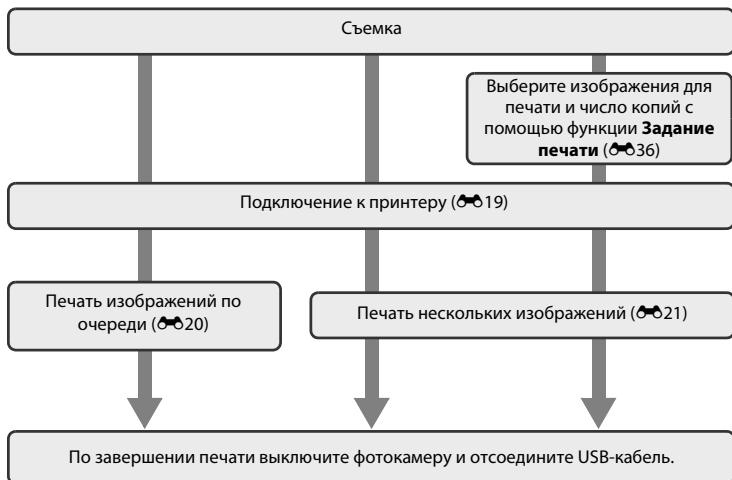 Съемка
Выберите изображения для
печати и число копий с
помощью функции Задание
печати (36)
Подключение к принтеру (19)
Печать изображений по
очереди (20)
Печать нескольких изображений (21)
По завершении печати выключите фотокамеру и отсоедините USB-кабель.